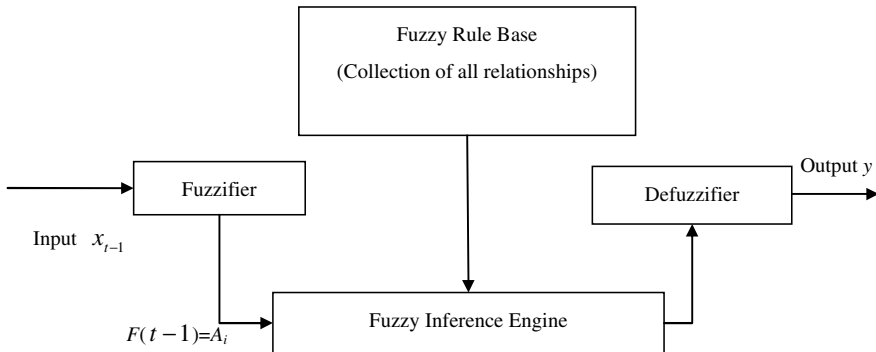 Fuzzy Rule Base
(Collection of all relationships)
Fuzzifier
Defuzzifier
Output y
Input x_{t−1}
F(t−1)=A_i
Fuzzy Inference Engine